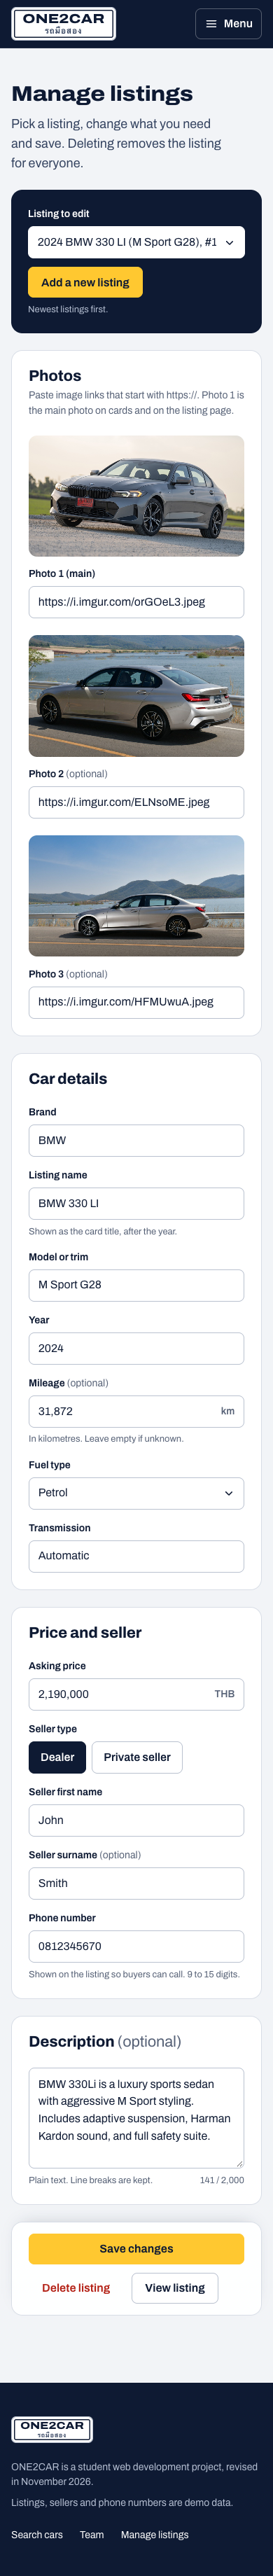 ONE2CAR
รถมือสอง
Menu
Manage listings
Pick a listing, change what you need
and save. Deleting removes the listing
for everyone.
Listing to edit
2024 BMW 330 LI (M Sport G28), #1
Add a new listing
Newest listings first.
Photos
Paste image links that start with https://. Photo 1 is
the main photo on cards and on the listing page.
Photo 1 (main)
https://i.imgur.com/orGOeL3.jpeg
Photo 2 (optional)
https://i.imgur.com/ELNsoME.jpeg
Photo 3 (optional)
https://i.imgur.com/HFMUwuA.jpeg
Car details
Brand
BMW
Listing name
BMW 330 LI
Shown as the card title, after the year.
Model or trim
M Sport G28
Year
2024
Mileage (optional)
31,872 km
In kilometres. Leave empty if unknown.
Fuel type
Petrol
Transmission
Automatic
Price and seller
Asking price
2,190,000 THB
Seller type
Dealer Private seller
Seller first name
John
Seller surname (optional)
Smith
Phone number
0812345670
Shown on the listing so buyers can call. 9 to 15 digits.
Description (optional)
BMW 330Li is a luxury sports sedan
with aggressive M Sport styling.
Includes adaptive suspension, Harman
Kardon sound, and full safety suite.
Plain text. Line breaks are kept. 141 / 2,000
Save changes
Delete listing View listing
ONE2CAR
รถมือสอง
ONE2CAR is a student web development project, revised
in November 2026.
Listings, sellers and phone numbers are demo data.
Search cars Team Manage listings